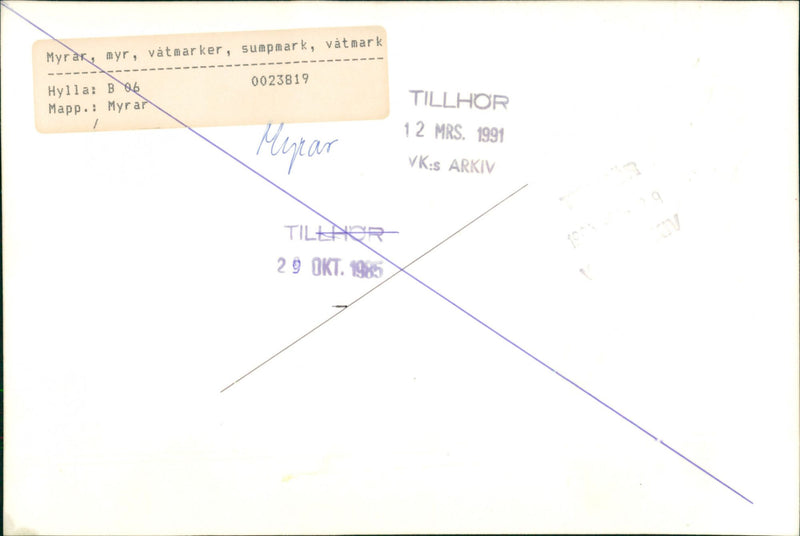 Myrar, myr, våtmarker, sumpmark, våtmark
Hylla: B 06 0023819
Mapp.: Myrar
/
Myrar
TILLHÖR
12 MRS. 1991
VK:s ARKIV
TILLHÖR
29 OKT. 1985